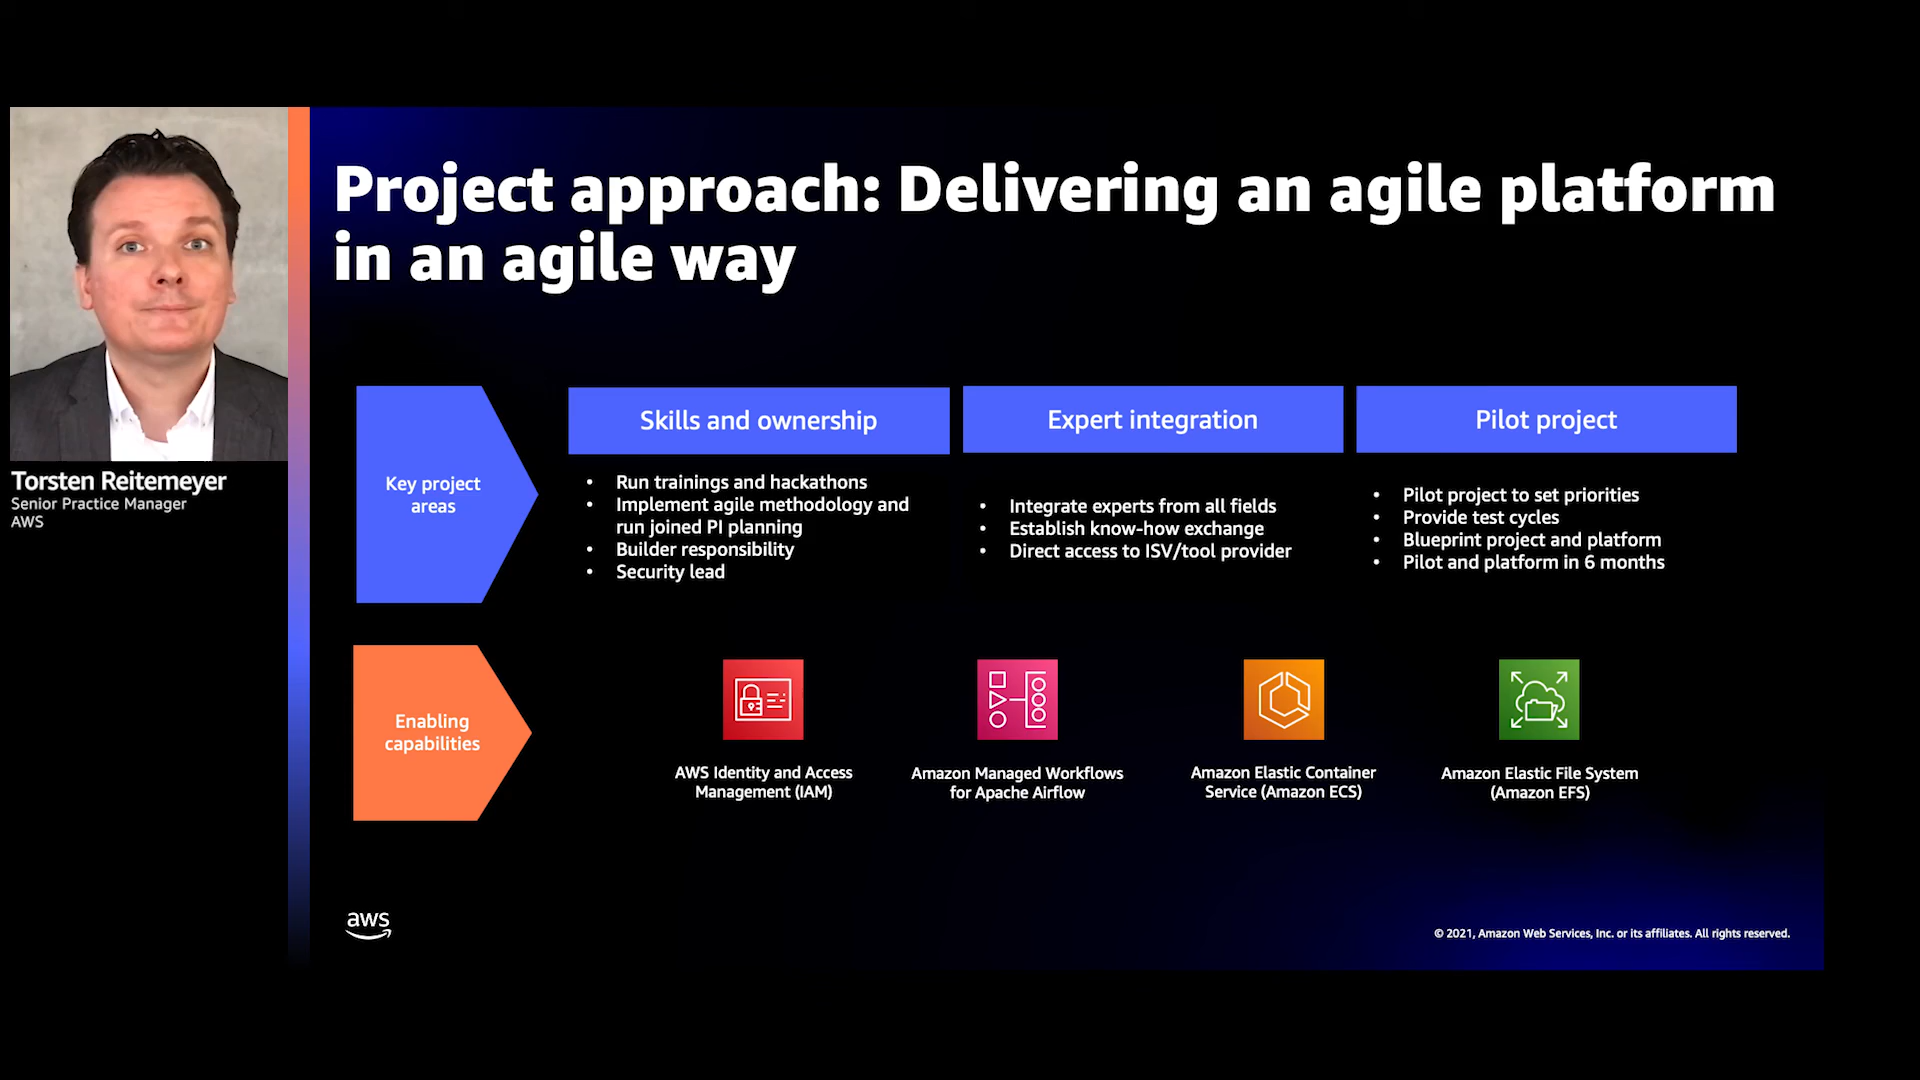 Project approach: Delivering an agile platform
in an agile way
Torsten Reitemeyer
Senior Practice Manager
AWS
Key project
areas
Skills and ownership
• Run trainings and hackathons
• Implement agile methodology and
run joined PI planning
• Builder responsibility
• Security lead
Expert integration
• Integrate experts from all fields
• Establish know-how exchange
• Direct access to ISV/tool provider
Pilot project
• Pilot project to set priorities
• Provide test cycles
• Blueprint project and platform
• Pilot and platform in 6 months
Enabling
capabilities
AWS Identity and Access
Management (IAM)
Amazon Managed Workflows
for Apache Airflow
Amazon Elastic Container
Service (Amazon ECS)
Amazon Elastic File System
(Amazon EFS)
aws
© 2021, Amazon Web Services, Inc. or its affiliates. All rights reserved.